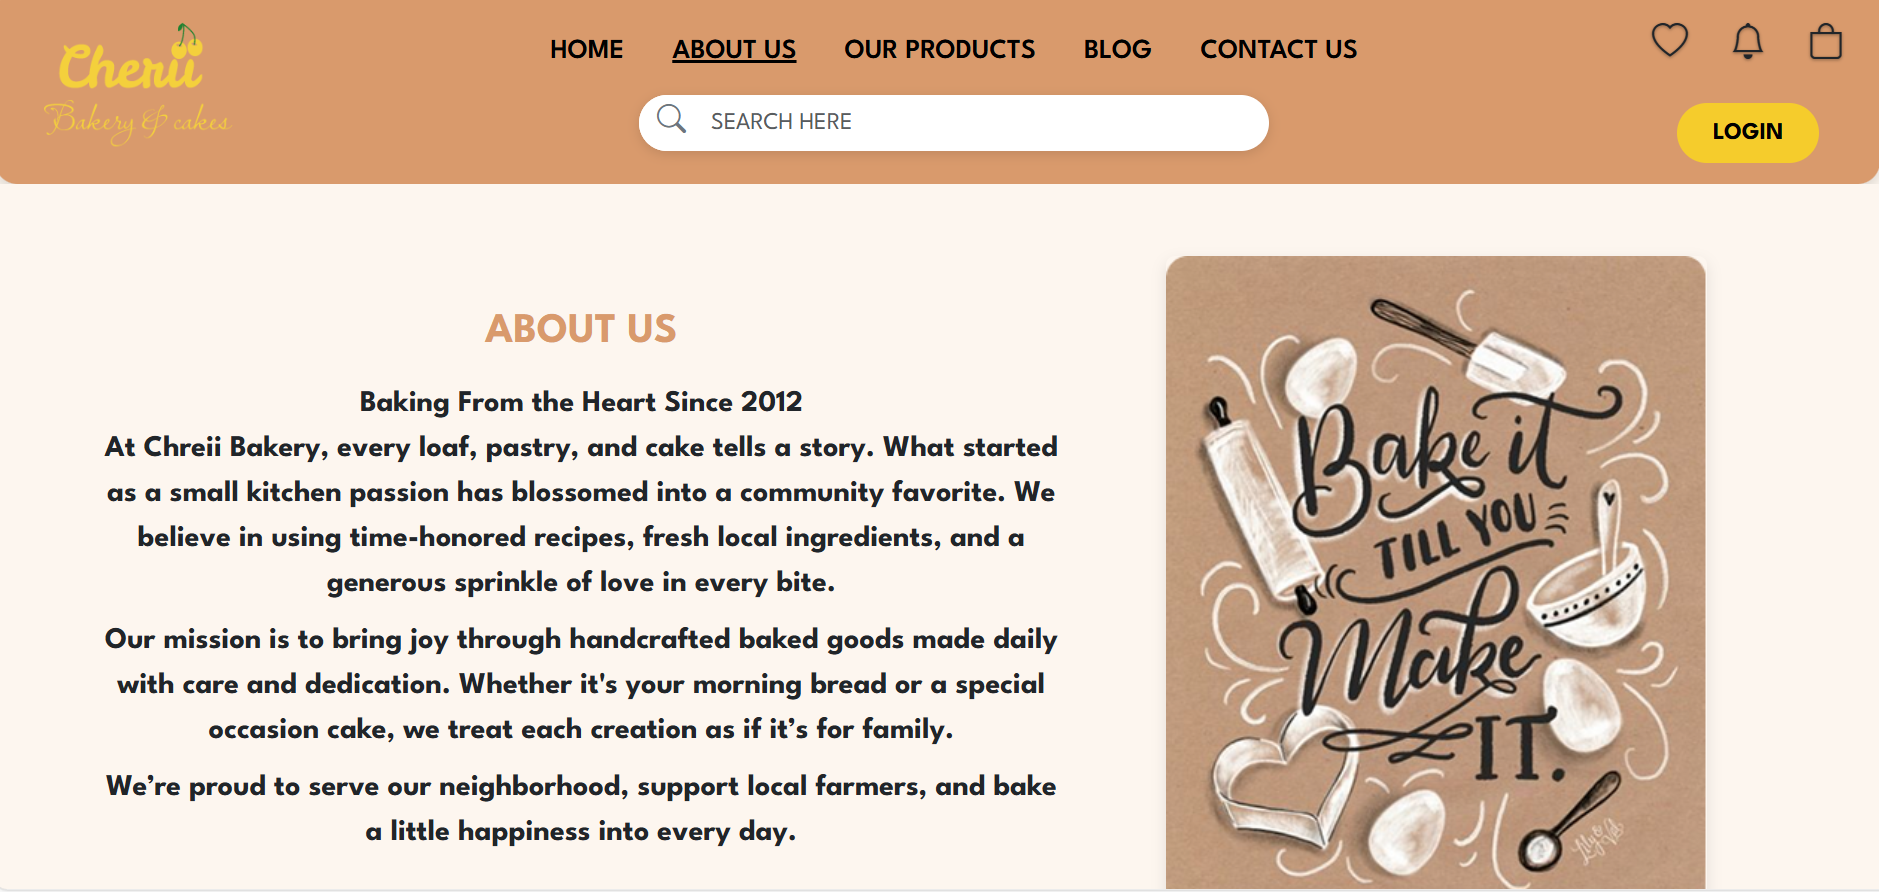 Cherii
Bakery & cakes
HOME ABOUT US OUR PRODUCTS BLOG CONTACT US
SEARCH HERE
LOGIN
ABOUT US
Baking From the Heart Since 2012
At Chreii Bakery, every loaf, pastry, and cake tells a story. What started
as a small kitchen passion has blossomed into a community favorite. We
believe in using time-honored recipes, fresh local ingredients, and a
generous sprinkle of love in every bite.
Our mission is to bring joy through handcrafted baked goods made daily
with care and dedication. Whether it's your morning bread or a special
occasion cake, we treat each creation as if it’s for family.
We’re proud to serve our neighborhood, support local farmers, and bake
a little happiness into every day.
Bake it
TILL YOU
Make
IT.
Lily & Val